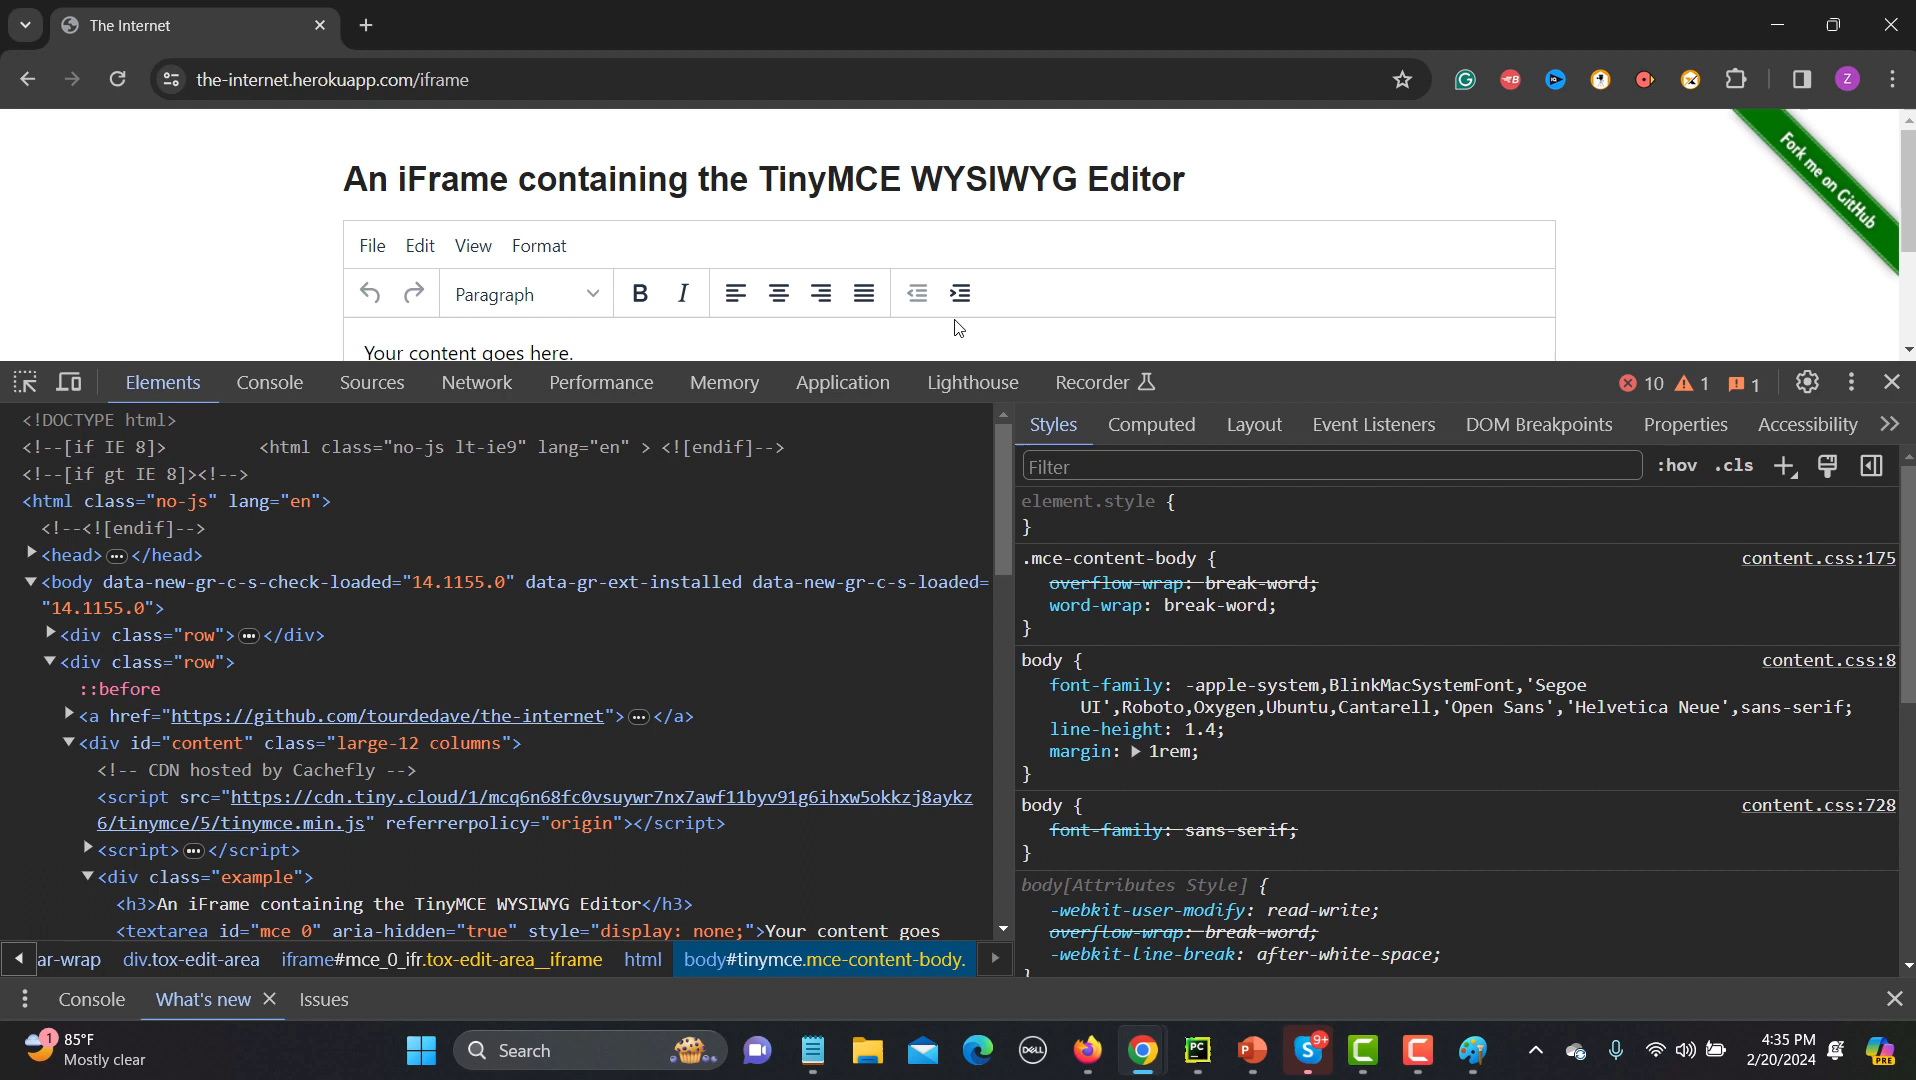 The Internet
the-internet.herokuapp.com/iframe
Z
Fork me on GitHub
An iFrame containing the TinyMCE WYSIWYG Editor
File Edit View Format
Paragraph B I
Your content goes here.
Elements Console Sources Network Performance Memory Application Lighthouse Recorder 10 1 1
<!DOCTYPE html>
<!--[if IE 8]> <html class="no-js lt-ie9" lang="en" > <![endif]-->
<!--[if gt IE 8]><!-->
<html class="no-js" lang="en">
<!--<![endif]-->
<head> … </head>
<body data-new-gr-c-s-check-loaded="14.1155.0" data-gr-ext-installed data-new-gr-c-s-loaded=
"14.1155.0">
<div class="row"> … </div>
<div class="row">
::before
<a href="https://github.com/tourdedave/the-internet"> … </a>
<div id="content" class="large-12 columns">
<!-- CDN hosted by Cachefly -->
<script src="https://cdn.tiny.cloud/1/mcq6n68fc0vsuywr7nx7awf11byv91g6ihxw5okkzj8aykz
6/tinymce/5/tinymce.min.js" referrerpolicy="origin"></script>
<script> … </script>
<div class="example">
<h3>An iFrame containing the TinyMCE WYSIWYG Editor</h3>
<textarea id="mce_0" aria-hidden="true" style="display: none;">Your content goes
ar-wrap div.tox-edit-area iframe#mce_0_ifr.tox-edit-area__iframe html body#tinymce.mce-content-body.
Styles Computed Layout Event Listeners DOM Breakpoints Properties Accessibility
Filter :hov .cls
element.style {
}
.mce-content-body { content.css:175
overflow-wrap: break-word;
word-wrap: break-word;
}
body { content.css:8
font-family: -apple-system,BlinkMacSystemFont,'Segoe
UI',Roboto,Oxygen,Ubuntu,Cantarell,'Open Sans','Helvetica Neue',sans-serif;
line-height: 1.4;
margin: 1rem;
}
body { content.css:728
font-family: sans-serif;
}
body[Attributes Style] {
-webkit-user-modify: read-write;
overflow-wrap: break-word;
-webkit-line-break: after-white-space;
}
Console What's new Issues
1 85°F
Mostly clear
Search
DELL
PC
P
S 9+
C
C
4:35 PM
2/20/2024
PRE